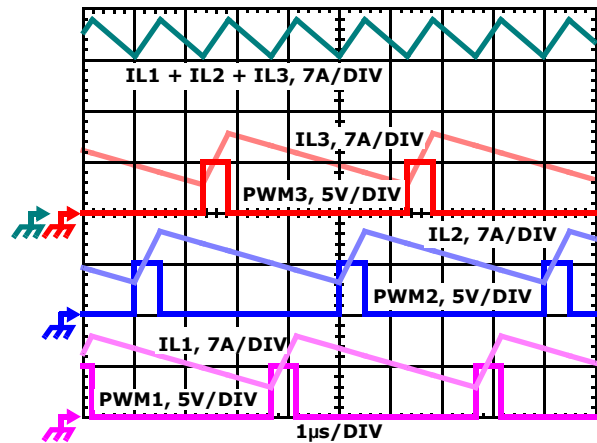 IL1 + IL2 + IL3, 7A/DIV
IL3, 7A/DIV
PWM3, 5V/DIV
IL2, 7A/DIV
PWM2, 5V/DIV
IL1, 7A/DIV
PWM1, 5V/DIV
1µs/DIV